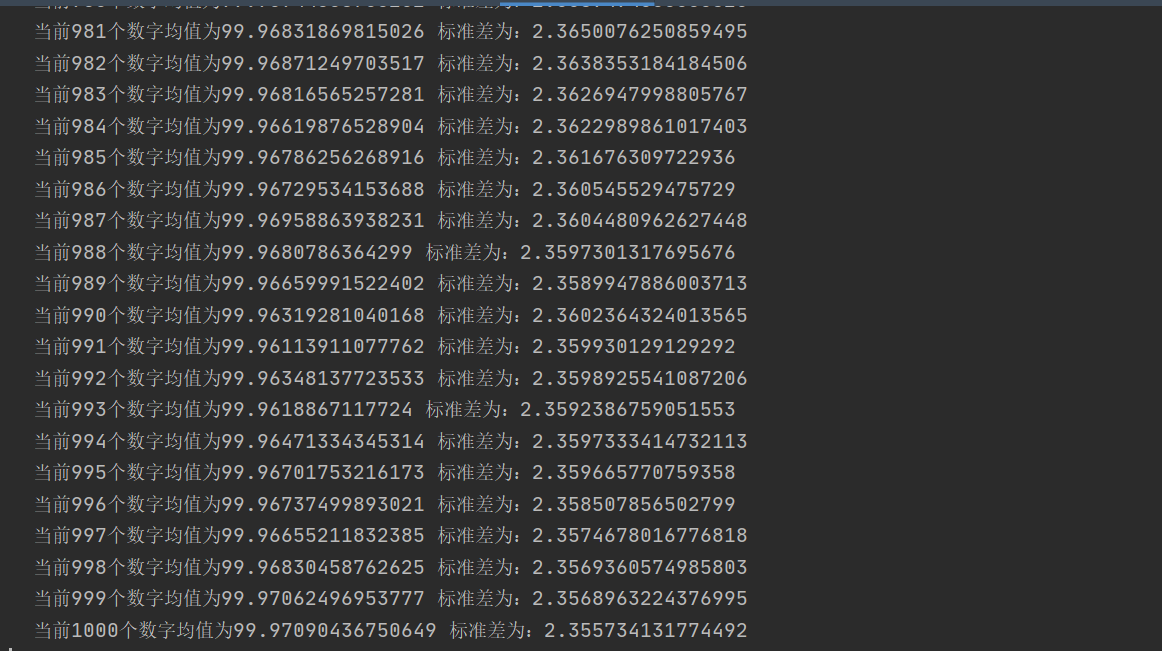 当前981个数字均值为99.96831869815026 标准差为：2.3650076250859495
当前982个数字均值为99.96871249703517 标准差为：2.3638353184184506
当前983个数字均值为99.96816565257281 标准差为：2.3626947998805767
当前984个数字均值为99.96619876528904 标准差为：2.3622989861017403
当前985个数字均值为99.96786256268916 标准差为：2.361676309722936
当前986个数字均值为99.96729534153688 标准差为：2.360545529475729
当前987个数字均值为99.96958863938231 标准差为：2.3604480962627448
当前988个数字均值为99.9680786364299 标准差为：2.3597301317695676
当前989个数字均值为99.96659991522402 标准差为：2.3589947886003713
当前990个数字均值为99.96319281040168 标准差为：2.3602364324013565
当前991个数字均值为99.96113911077762 标准差为：2.359930129129292
当前992个数字均值为99.96348137723533 标准差为：2.3598925541087206
当前993个数字均值为99.9618867117724 标准差为：2.3592386759051553
当前994个数字均值为99.96471334345314 标准差为：2.3597333414732113
当前995个数字均值为99.96701753216173 标准差为：2.359665770759358
当前996个数字均值为99.96737499893021 标准差为：2.358507856502799
当前997个数字均值为99.96655211832385 标准差为：2.3574678016776818
当前998个数字均值为99.96830458762625 标准差为：2.3569360574985803
当前999个数字均值为99.97062496953777 标准差为：2.3568963224376995
当前1000个数字均值为99.97090436750649 标准差为：2.355734131774492